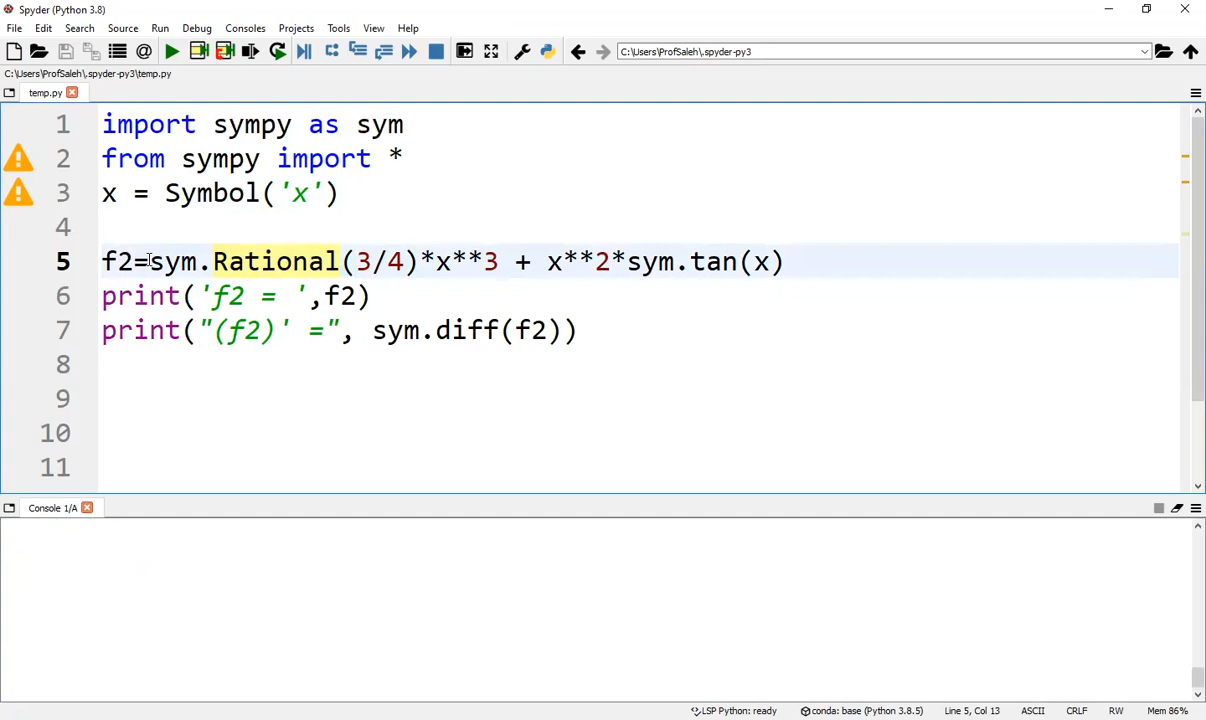 Spyder (Python 3.8)
File Edit Search Source Run Debug Consoles Projects Tools View Help
C:\Users\ProfSaleh\.spyder-py3
C:\Users\ProfSaleh\.spyder-py3\temp.py
temp.py
1 import sympy as sym
2 from sympy import *
3 x = Symbol('x')
4
5 f2=sym.Rational(3/4)*x**3 + x**2*sym.tan(x)
6 print('f2 = ',f2)
7 print("(f2)' =", sym.diff(f2))
8
9
10
11
Console 1/A
LSP Python: ready conda: base (Python 3.8.5) Line 5, Col 13 ASCII CRLF RW Mem 86%